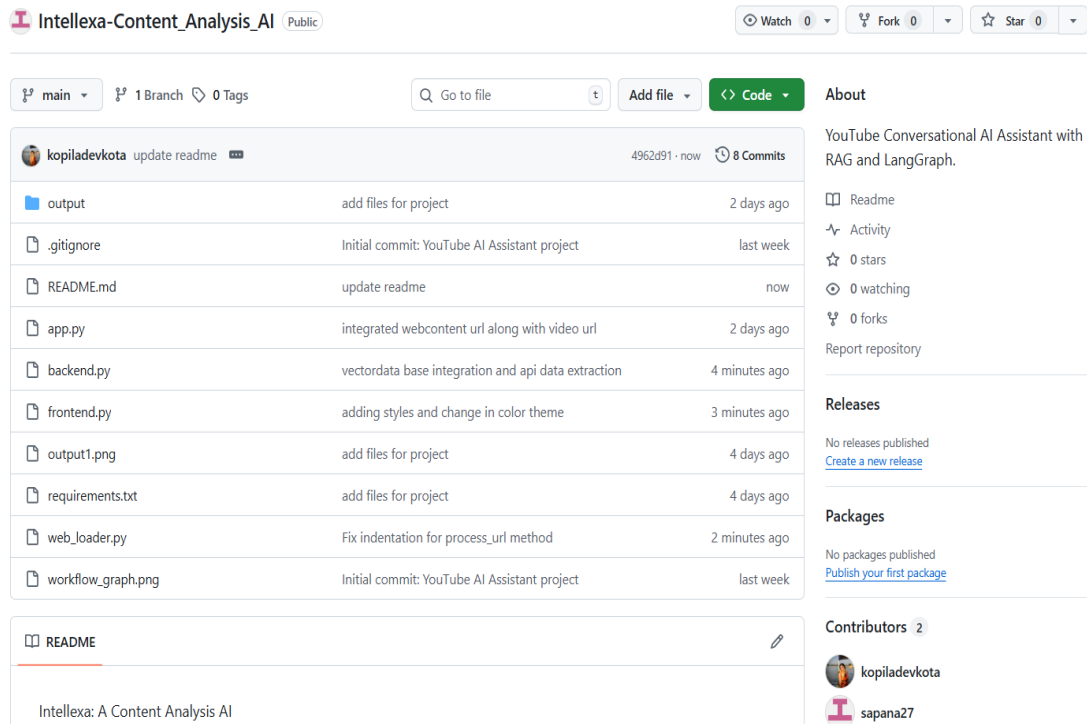 Intellexa-Content_Analysis_AI Public
Watch 0 Fork 0 Star 0
main 1 Branch 0 Tags Go to file t Add file Code
kopiladevkota update readme 4962d91 · now 8 Commits
output add files for project 2 days ago
.gitignore Initial commit: YouTube AI Assistant project last week
README.md update readme now
app.py integrated webcontent url along with video url 2 days ago
backend.py vectordata base integration and api data extraction 4 minutes ago
frontend.py adding styles and change in color theme 3 minutes ago
output1.png add files for project 4 days ago
requirements.txt add files for project 4 days ago
web_loader.py Fix indentation for process_url method 2 minutes ago
workflow_graph.png Initial commit: YouTube AI Assistant project last week
README
Intellexa: A Content Analysis AI
About
YouTube Conversational AI Assistant with
RAG and LangGraph.
Readme
Activity
0 stars
0 watching
0 forks
Report repository
Releases
No releases published
Create a new release
Packages
No packages published
Publish your first package
Contributors 2
kopiladevkota
sapana27